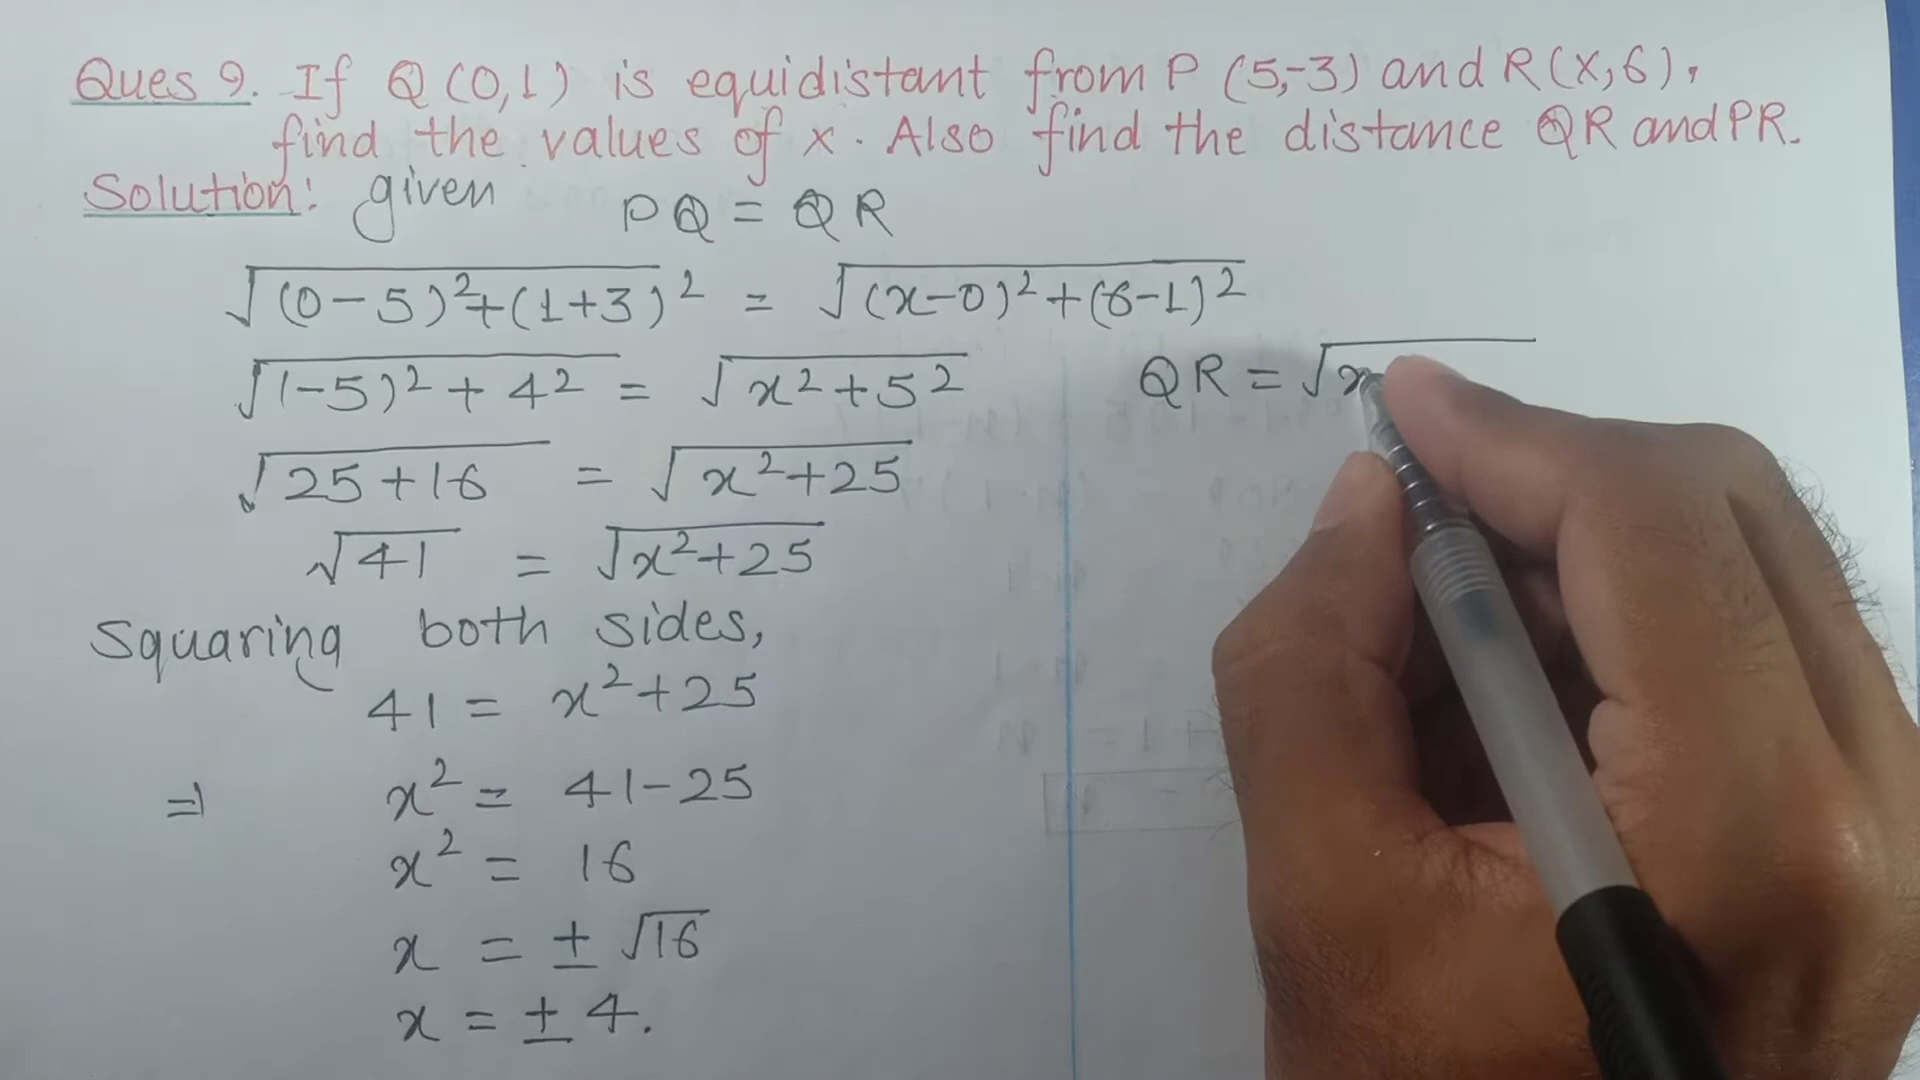 Ques 9. If Q(0,1) is equidistant from P (5,-3) and R(x,6),
find the values of x. Also find the distance QR and PR.
Solution: given PQ = QR
√(0-5)²+(1+3)² = √(x-0)²+(6-1)²
√(-5)²+4² = √x²+5²
√25+16 = √x²+25
√41 = √x²+25
Squaring both sides,
41 = x²+25
⇒ x² = 41-25
x² = 16
x = ± √16
x = ± 4.
QR = √x